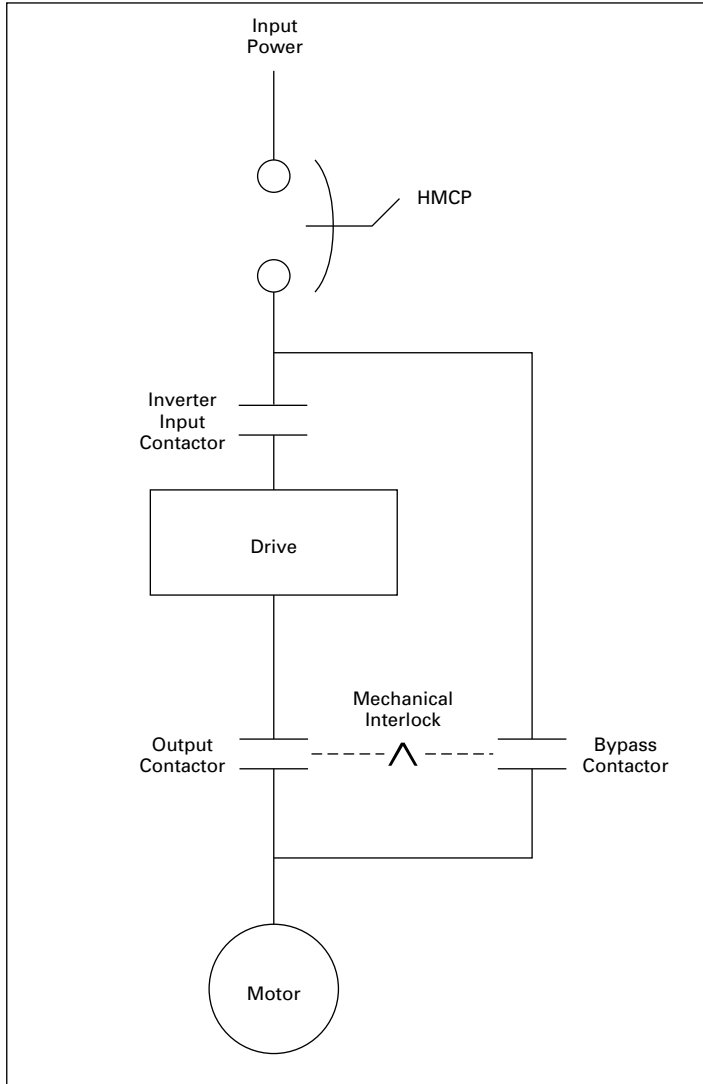 Input
Power
HMCP
Inverter
Input
Contactor
Drive
Mechanical
Interlock
Output
Contactor
Bypass
Contactor
Motor